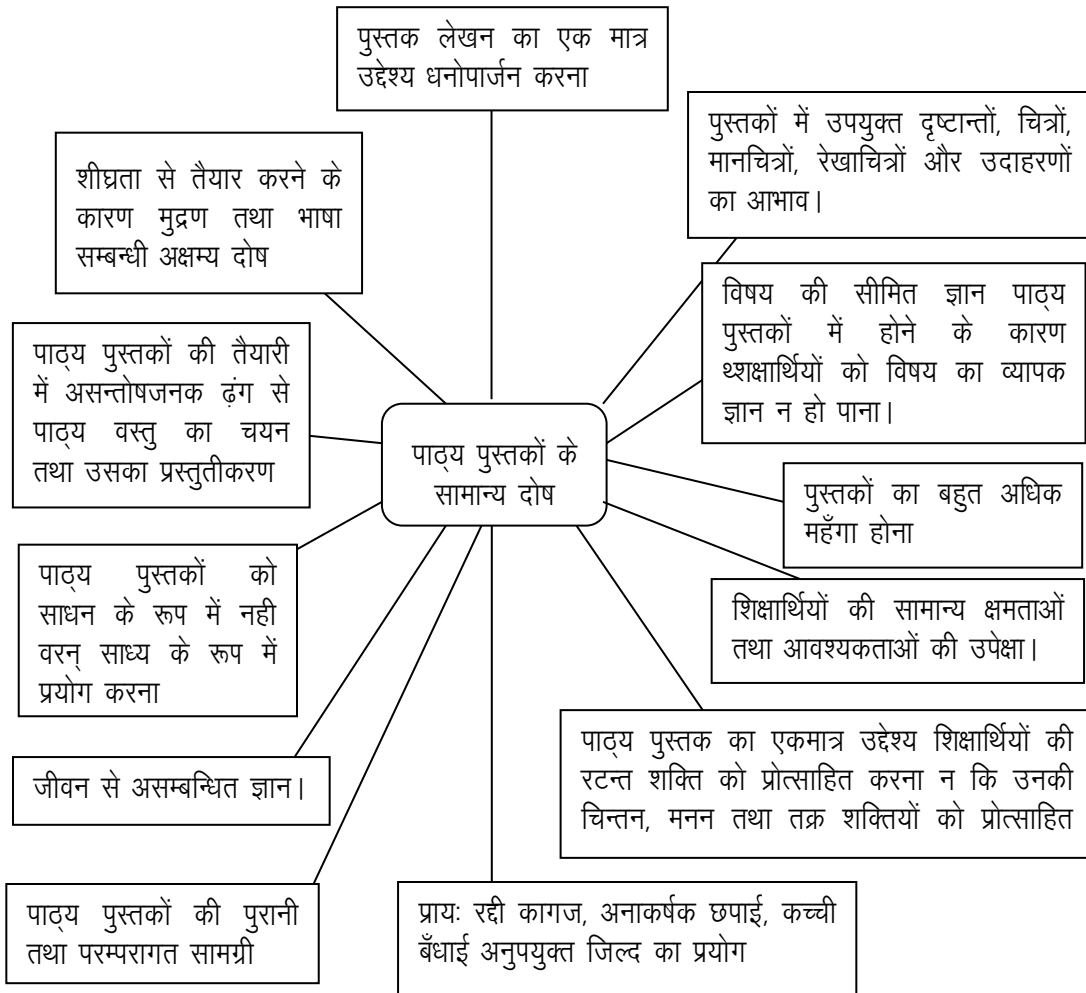 पुस्तक लेखन का एक मात्र
उद्देश्य धनोपार्जन करना
पुस्तकों में उपयुक्त दृष्टान्तों, चित्रों,
मानचित्रों, रेखाचित्रों और उदाहरणों
का आभाव।
शीघ्रता से तैयार करने के
कारण मुद्रण तथा भाषा
सम्बन्धी अक्षम्य दोष
विषय की सीमित ज्ञान पाठ्य
पुस्तकों में होने के कारण
थ्शक्षार्थियों को विषय का व्यापक
ज्ञान न हो पाना।
पाठ्य पुस्तकों की तैयारी
में असन्तोषजनक ढ़ंग से
पाठ्य वस्तु का चयन
तथा उसका प्रस्तुतीकरण
पाठ्य पुस्तकों के
सामान्य दोष
पुस्तकों का बहुत अधिक
महँगा होना
पाठ्य पुस्तकों को
साधन के रूप में नही
वरन् साध्य के रूप में
प्रयोग करना
शिक्षार्थियों की सामान्य क्षमताओं
तथा आवश्यकताओं की उपेक्षा।
पाठ्य पुस्तक का एकमात्र उद्देश्य शिक्षार्थियों की
रटन्त शक्ति को प्रोत्साहित करना न कि उनकी
चिन्तन, मनन तथा तक्र शक्तियों को प्रोत्साहित
जीवन से असम्बन्धित ज्ञान।
पाठ्य पुस्तकों की पुरानी
तथा परम्परागत सामग्री
प्रायः रद्दी कागज, अनाकर्षक छपाई, कच्ची
बँधाई अनुपयुक्त जिल्द का प्रयोग